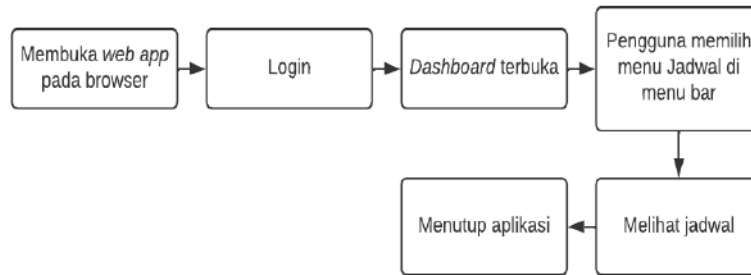 Membuka web app
pada browser
Login
Dashboard terbuka
Pengguna memilih
menu Jadwal di
menu bar
Melihat jadwal
Menutup aplikasi